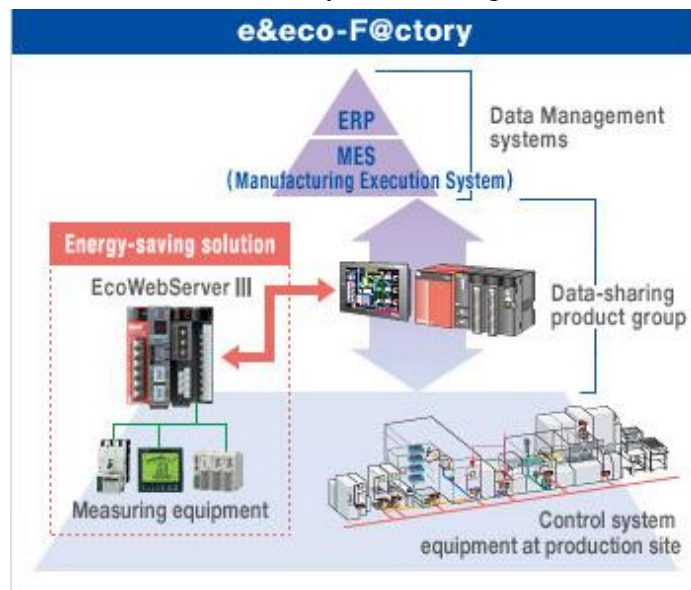 e&eco-F@ctory
ERP
MES
(Manufacturing Execution System)
Data Management
systems
Energy-saving solution
EcoWebServer III
Data-sharing
product group
Measuring equipment
Control system
equipment at production site